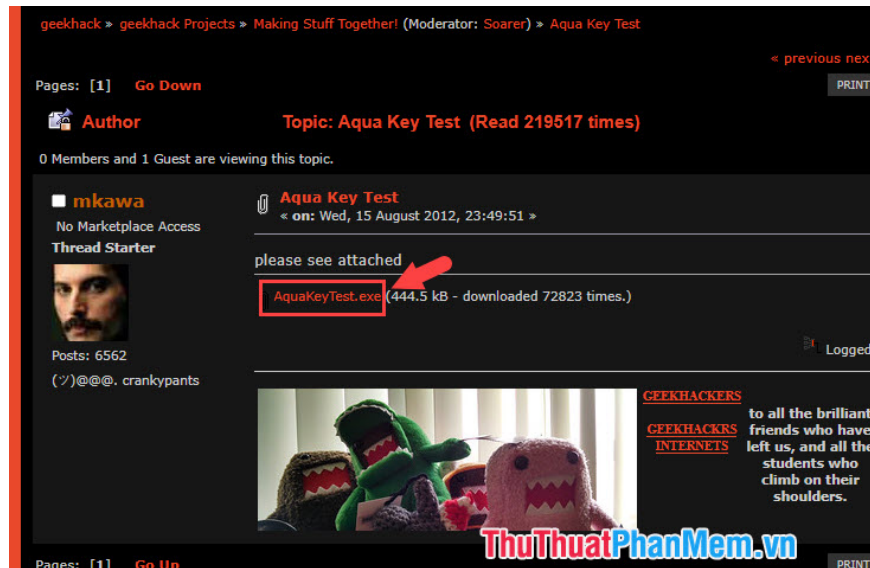 geekhack » geekhack Projects » Making Stuff Together! (Moderator: Soarer) » Aqua Key Test
« previous nex
Pages: [1] Go Down
PRINT
Author Topic: Aqua Key Test (Read 219517 times)
0 Members and 1 Guest are viewing this topic.
mkawa
No Marketplace Access
Thread Starter
Posts: 6562
(ツ)@@@. crankypants
Aqua Key Test
« on: Wed, 15 August 2012, 23:49:51 »
please see attached
AquaKeyTest.exe (444.5 kB - downloaded 72823 times.)
Logged
GEEKHACKERS
GEEKHACKRS
INTERNETS
to all the brilliant
friends who have
left us, and all the
students who
climb on their
shoulders.
ThuThuatPhanMem.vn
Pages: [1] Go Up
PRINT